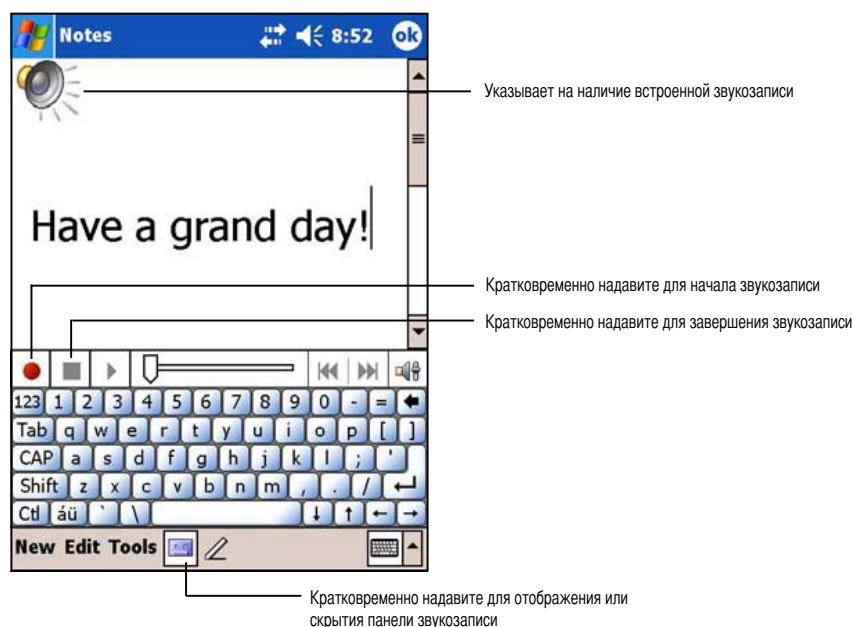 Notes 8:52 ok
Указывает на наличие встроенной звукозаписи
Have a grand day!
Кратковременно надавите для начала звукозаписи
Кратковременно надавите для завершения звукозаписи
123 1 2 3 4 5 6 7 8 9 0 - =
Tab q w e r t y u i o p [ ]
CAP a s d f g h j k l ; '
Shift z x c v b n m , . /
Ctl áü ` \
New Edit Tools
Кратковременно надавите для отображения или
скрытия панели звукозаписи